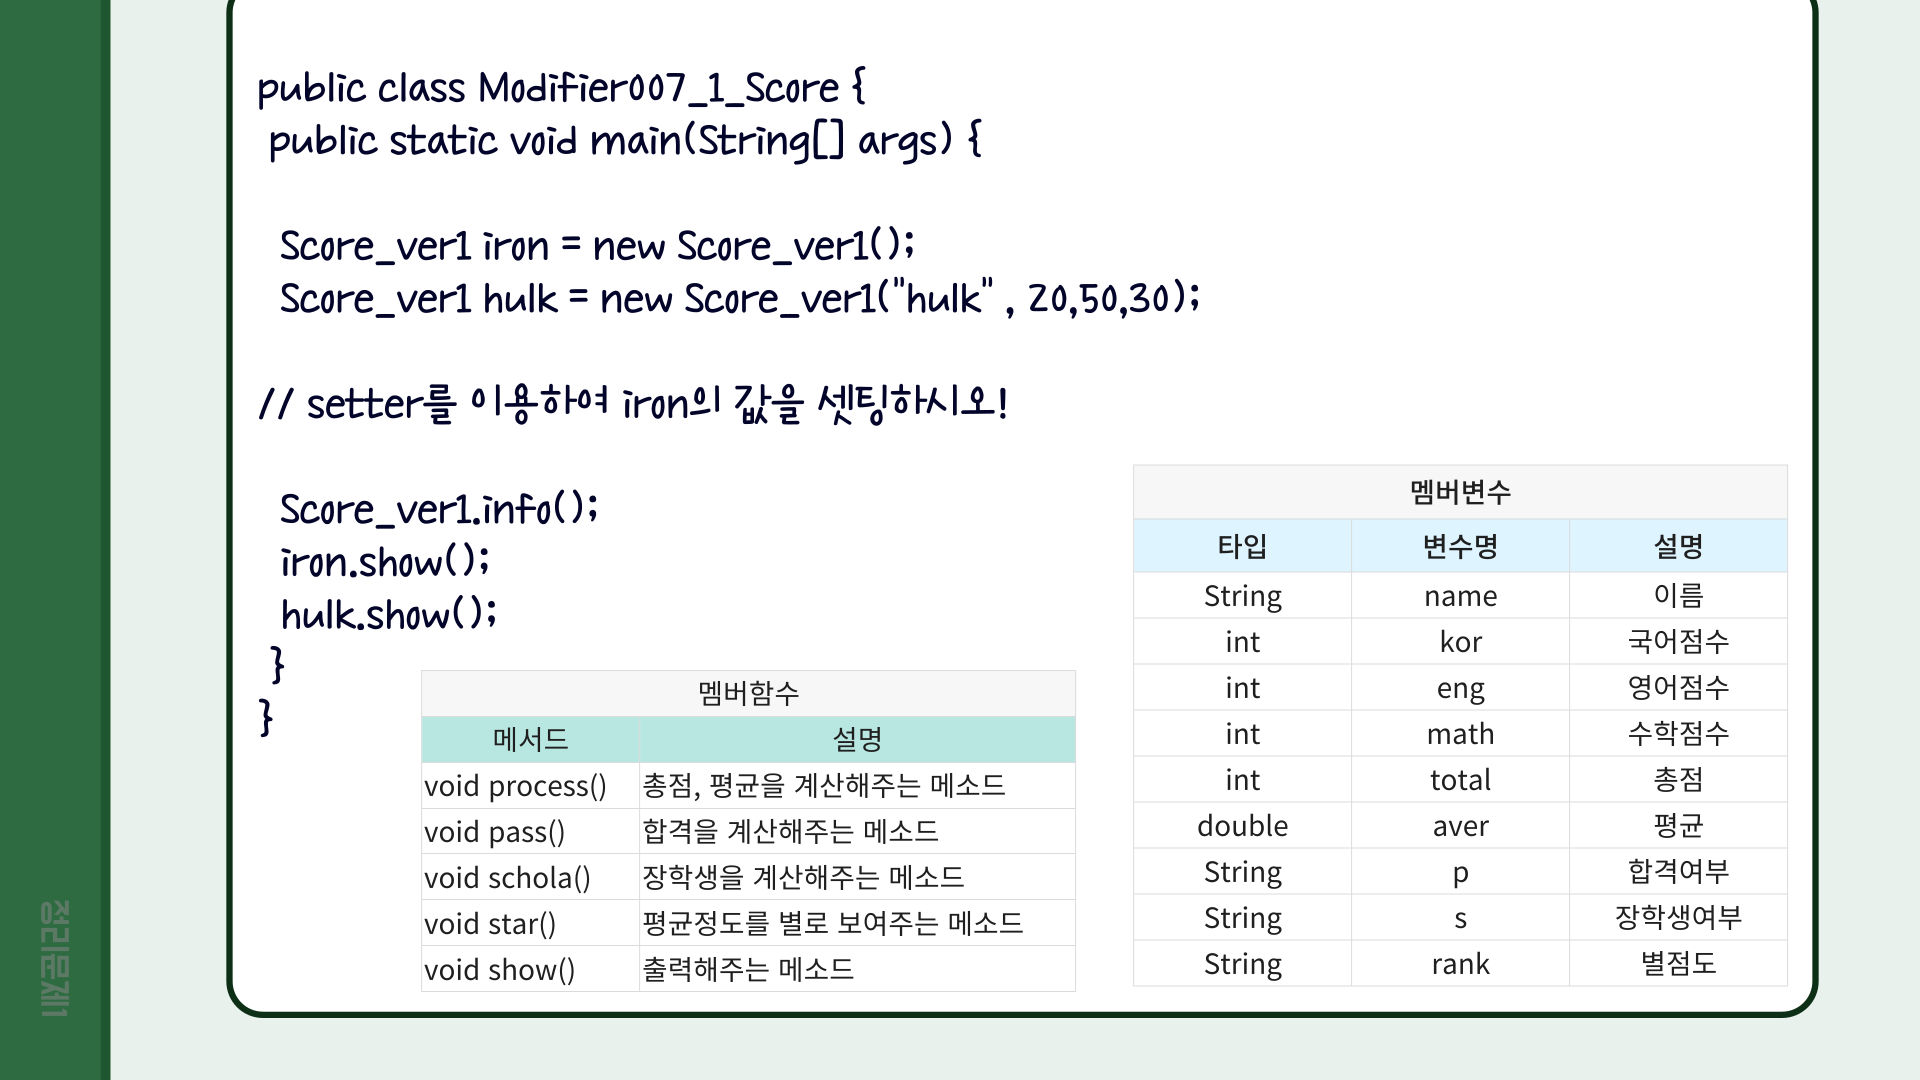 public class Modifier007_1_Score {
public static void main(String[] args) {
Score_ver1 iron = new Score_ver1();
Score_ver1 hulk = new Score_ver1("hulk" , 20,50,30);
// setter를 이용하여 iron의 값을 셋팅하시오!
Score_ver1.info();
iron.show();
hulk.show();
}
}
멤버함수
메서드 설명
void process() 총점, 평균을 계산해주는 메소드
void pass() 합격을 계산해주는 메소드
void schola() 장학생을 계산해주는 메소드
void star() 평균정도를 별로 보여주는 메소드
void show() 출력해주는 메소드
멤버변수
타입 변수명 설명
String name 이름
int kor 국어점수
int eng 영어점수
int math 수학점수
int total 총점
double aver 평균
String p 합격여부
String s 장학생여부
String rank 별점도
정리문제1